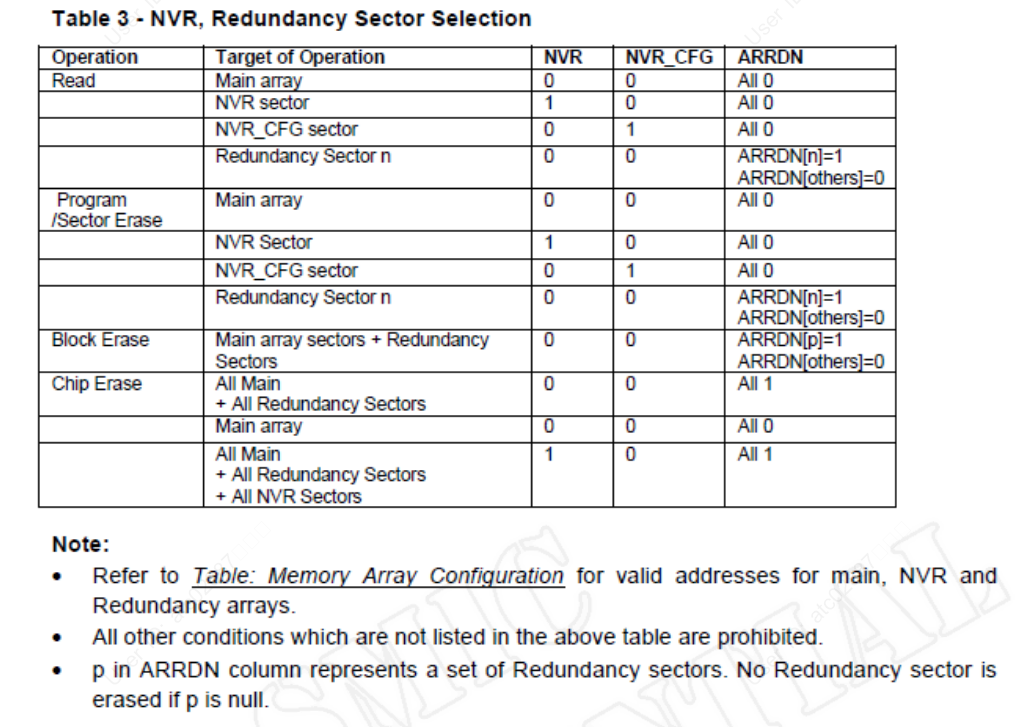 Table 3 - NVR, Redundancy Sector Selection
Operation Target of Operation NVR NVR_CFG ARRDN
Read Main array 0 0 All 0
NVR sector 1 0 All 0
NVR_CFG sector 0 1 All 0
Redundancy Sector n 0 0 ARRDN[n]=1
ARRDN[others]=0
Program Main array 0 0 All 0
/Sector Erase
NVR Sector 1 0 All 0
NVR_CFG sector 0 1 All 0
Redundancy Sector n 0 0 ARRDN[n]=1
ARRDN[others]=0
Block Erase Main array sectors + Redundancy 0 0 ARRDN[p]=1
Sectors ARRDN[others]=0
Chip Erase All Main 0 0 All 1
+ All Redundancy Sectors
Main array 0 0 All 0
All Main 1 0 All 1
+ All Redundancy Sectors
+ All NVR Sectors
Note:
• Refer to Table: Memory Array Configuration for valid addresses for main, NVR and
Redundancy arrays.
• All other conditions which are not listed in the above table are prohibited.
• p in ARRDN column represents a set of Redundancy sectors. No Redundancy sector is
erased if p is null.